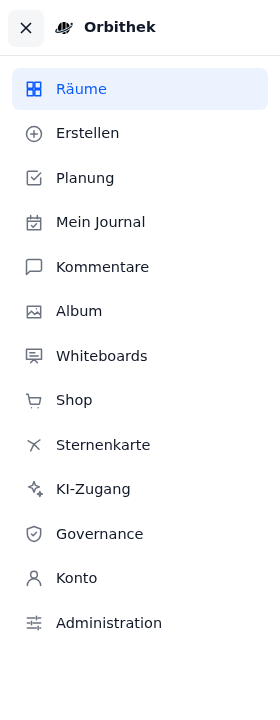 Orbithek
Räume
Erstellen
Planung
Mein Journal
Kommentare
Album
Whiteboards
Shop
Sternenkarte
KI-Zugang
Governance
Konto
Administration